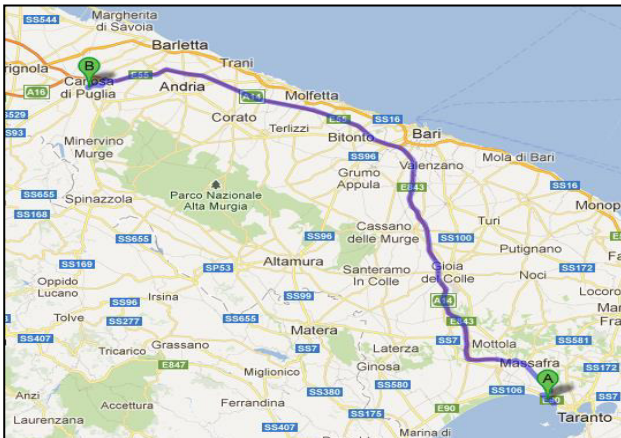 SS544
Margherita
di Savoia
Barletta
rignola
B
E55
Trani
A16
Canosa
di Puglia
Andria
A14
Molfetta
S529
SS93
Corato
Terlizzi
E55
SS16
Bitonto
Bari
Minervino
Murge
SS96
Valenzano
Mola di Bari
Grumo
Appula
SS655
Spinazzola
Parco Nazionale
Alta Murgia
E843
SS16
Monop
SS168
Cassano
delle Murge
Turi
SS655
SS96
SS100
Putignano
SS169
SP53
Altamura
Santeramo
In Colle
Gioia
del Colle
Noci
SS172
Oppido
Lucano
Irsina
SS99
A14
Locoro
SS96
SS277
SS655
E843
Ma
Fra
Tolve
Matera
SS7
Mottola
SS581
SS407
Tricarico
Grassano
SS7
Laterza
Massafra
E847
Miglionico
Ginosa
SS172
A
SS106
Anzi
Accettura
SS380
SS580
E90
SS7
Ferrandina
E90
Taranto
Laurenzana
SS407
SS175
Marina di